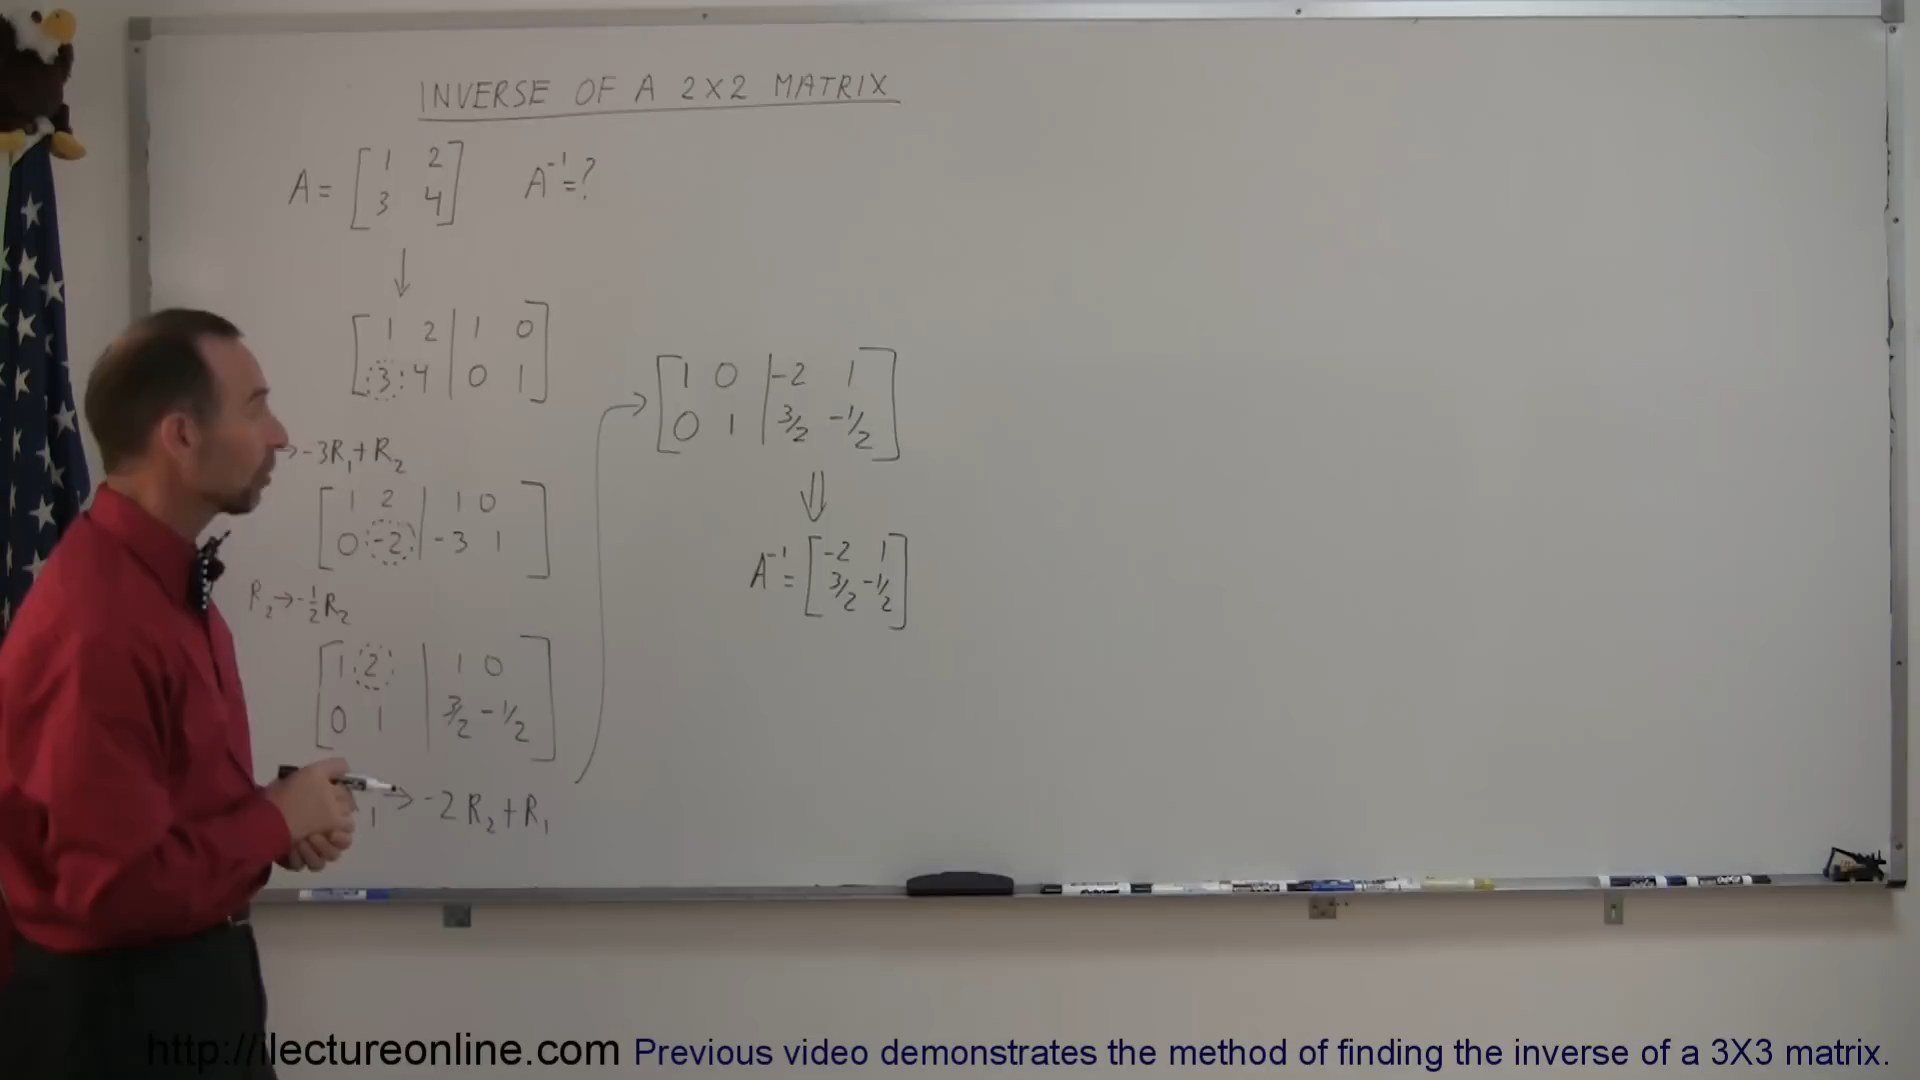 INVERSE OF A 2X2 MATRIX
A = [1 2
3 4]
A⁻¹ = ?
↓
[1 2 | 1 0
3 4 | 0 1]
→ -3R₁ + R₂
[1 2 | 1 0
0 -2 | -3 1]
R₂ → -1/2 R₂
[1 2 | 1 0
0 1 | 3/2 -1/2]
₁ → -2R₂ + R₁
[1 0 | -2 1
0 1 | 3/2 -1/2]
⇓
A⁻¹ = [-2 1
3/2 -1/2]
http://ilectureonline.com Previous video demonstrates the method of finding the inverse of a 3X3 matrix.